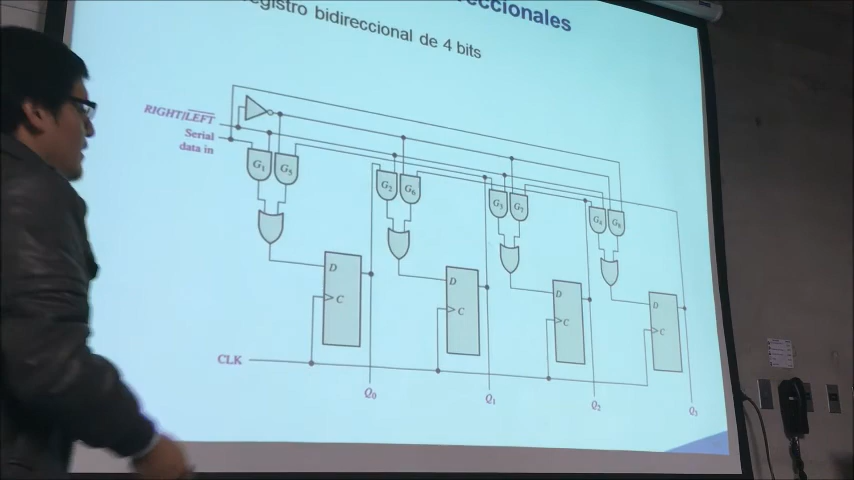 eccionales
egistro bidireccional de 4 bits
RIGHT/LEFT
Serial
data in
G1 G5
G2 G6
G3 G7
G4 G8
D
C
D
C
D
C
D
C
CLK
Q0
Q1
Q2
Q3